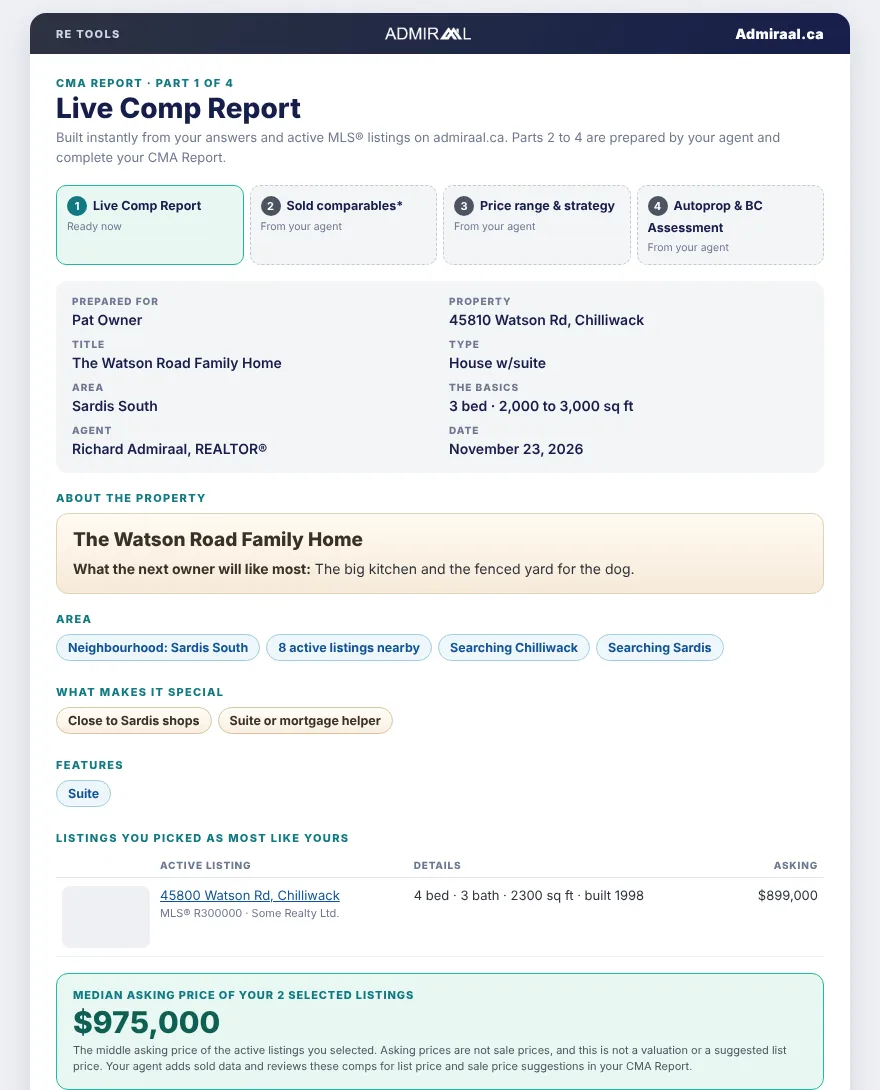 RE TOOLS
ADMIRAAL
Admiraal.ca
CMA REPORT · PART 1 OF 4
Live Comp Report
Built instantly from your answers and active MLS® listings on admiraal.ca. Parts 2 to 4 are prepared by your agent and
complete your CMA Report.
1 Live Comp Report
Ready now
2 Sold comparables*
From your agent
3 Price range & strategy
From your agent
4 Autoprop & BC
Assessment
From your agent
PREPARED FOR
Pat Owner
PROPERTY
45810 Watson Rd, Chilliwack
TITLE
The Watson Road Family Home
TYPE
House w/suite
AREA
Sardis South
THE BASICS
3 bed · 2,000 to 3,000 sq ft
AGENT
Richard Admiraal, REALTOR®
DATE
November 23, 2026
ABOUT THE PROPERTY
The Watson Road Family Home
What the next owner will like most: The big kitchen and the fenced yard for the dog.
AREA
Neighbourhood: Sardis South
8 active listings nearby
Searching Chilliwack
Searching Sardis
WHAT MAKES IT SPECIAL
Close to Sardis shops
Suite or mortgage helper
FEATURES
Suite
LISTINGS YOU PICKED AS MOST LIKE YOURS
ACTIVE LISTING DETAILS ASKING
45800 Watson Rd, Chilliwack 4 bed · 3 bath · 2300 sq ft · built 1998 $899,000
MLS® R300000 · Some Realty Ltd.
MEDIAN ASKING PRICE OF YOUR 2 SELECTED LISTINGS
$975,000
The middle asking price of the active listings you selected. Asking prices are not sale prices, and this is not a valuation or a suggested list
price. Your agent adds sold data and reviews these comps for list price and sale price suggestions in your CMA Report.